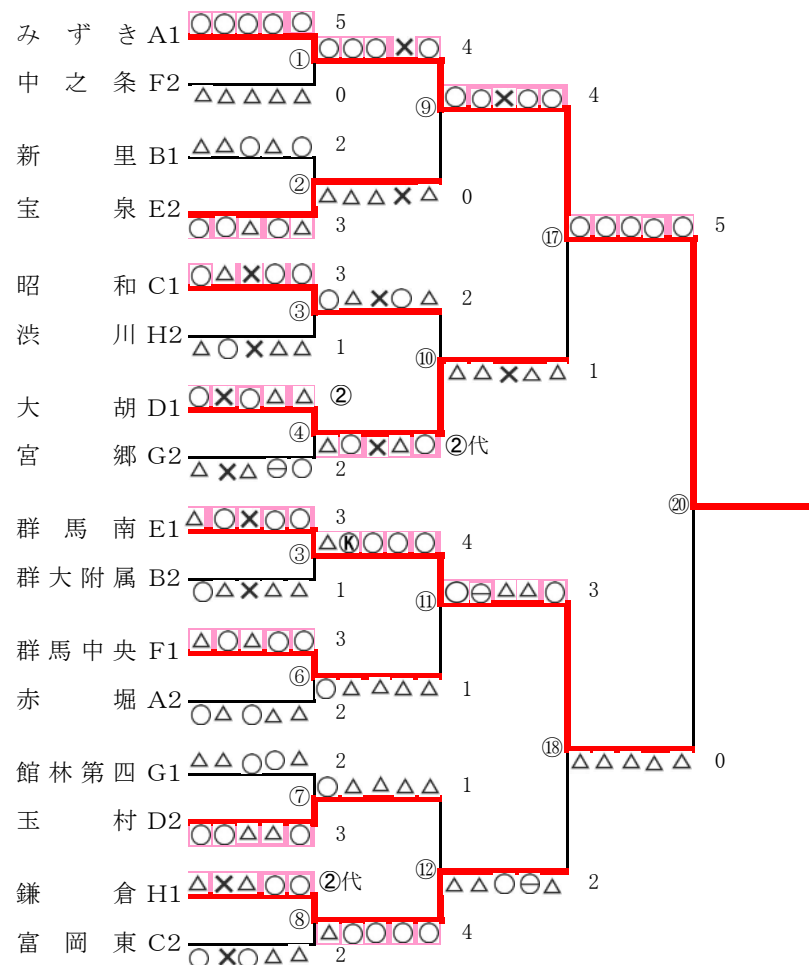 みずき A1 ○○○○○ 5
① ○○○×○ 4
中之条 F2 △△△△△ 0
⑨ ○○×○○ 4
新里 B1 △△○△○ 2
② △△△×△ 0
宝泉 E2 ○○△○△ 3
⑰ ○○○○○ 5
昭和 C1 ○△×○○ 3
③ ○△×○△ 2
渋川 H2 △○×△△ 1
⑩ △△×△△ 1
大胡 D1 ○×○△△ ②
④ △○×△○ ②代
宮郷 G2 △×△⊖○ 2
⑳
群馬南 E1 △○×○○ 3
③ △Ⓚ○○○ 4
群大附属 B2 ○△×△△ 1
⑪ ○⊖△△○ 3
群馬中央 F1 △○△○○ 3
⑥ ○△△△△ 1
赤堀 A2 ○△○△△ 2
⑱ △△△△△ 0
館林第四 G1 △△○○△ 2
⑦ ○△△△△ 1
玉村 D2 ○○△△○ 3
⑫ △△○⊖△ 2
鎌倉 H1 △×△○○ ②代
⑧ △○○○○ 4
富岡東 C2 ○×○△△ 2